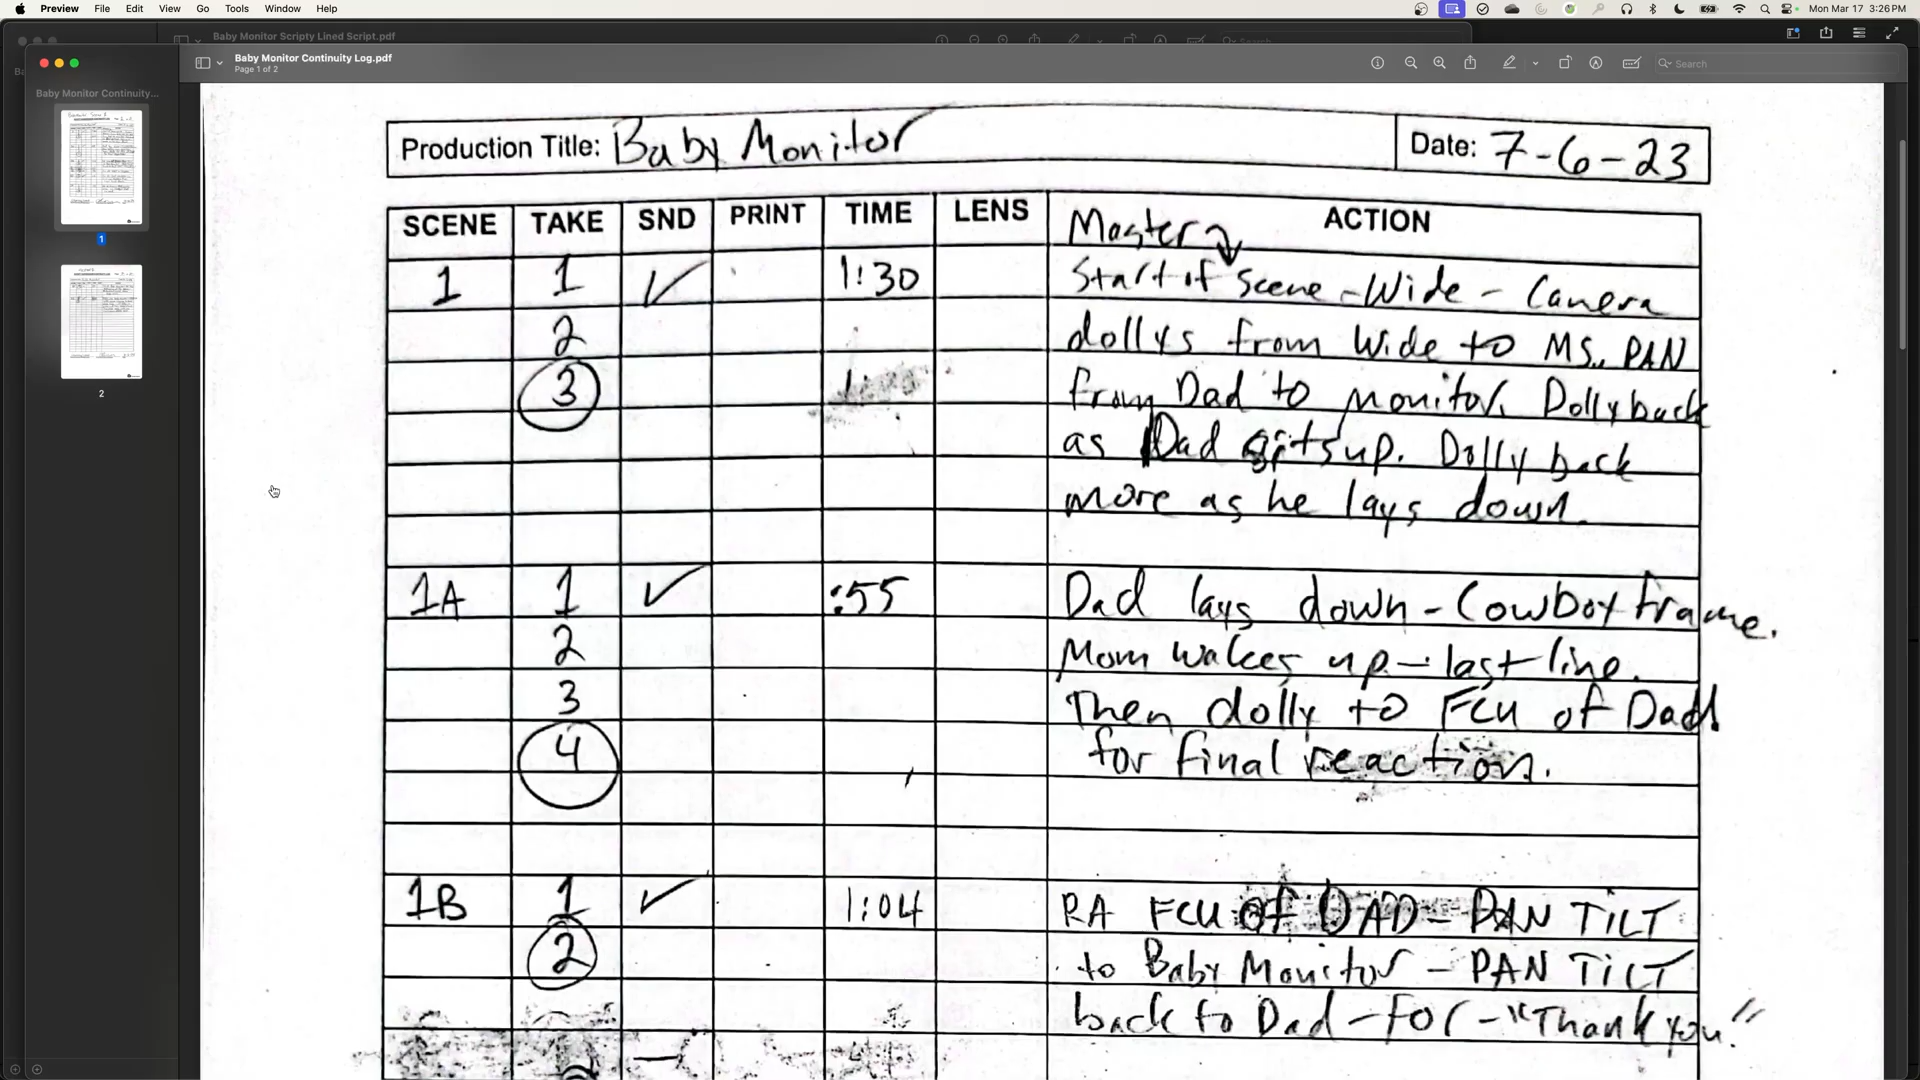 Preview File Edit View Go Tools Window Help Mon Mar 17 3:26 PM
Baby Monitor Scripty Lined Script.pdf Search
Baby Monitor Continuity Log.pdf
Page 1 of 2
Search
Baby Monitor Continuity...
1
2
Production Title: Baby Monitor Date: 7-6-23
SCENE TAKE SND PRINT TIME LENS Master ACTION
1 1 ✓ 1:30 Start of Scene - Wide - Camera
2 dollys from Wide to MS. PAN
3 from Dad to monitor. Dolly back
as Dad gits up. Dolly back
more as he lays down.
1A 1 ✓ :55 Dad lays down - Cowboy frame.
2 Mom wakes up - last line.
3 Then dolly to FCU of Dad
4 for final reaction.
1B 1 ✓ 1:04 RA FCU of DAD - PAN TILT
2 to Baby Monitor - PAN TILT
back to Dad - for - "Thank you."